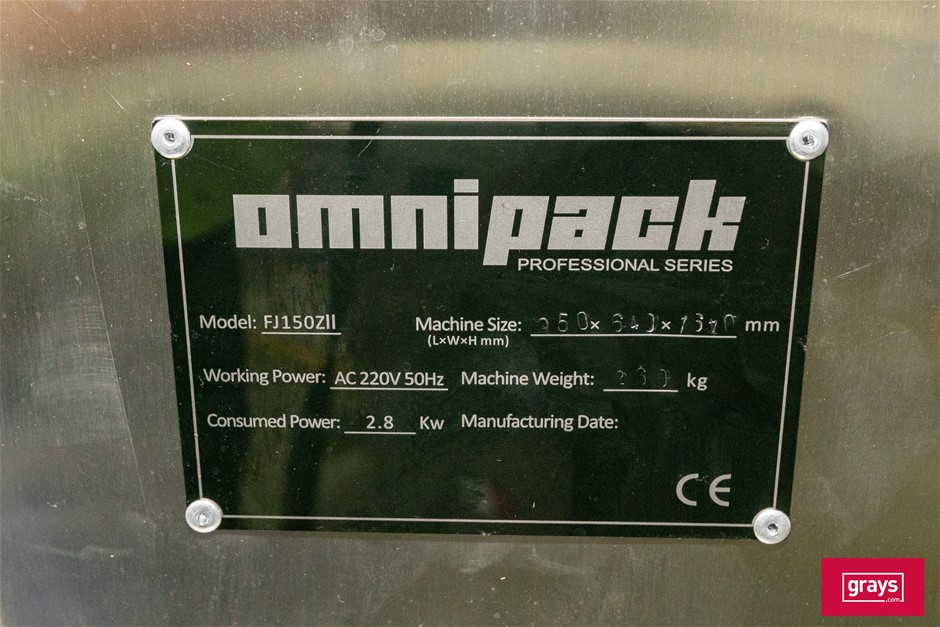 omnipack
PROFESSIONAL SERIES
Model: FJ150ZII Machine Size: × × mm
(L×W×H mm)
Working Power: AC 220V 50Hz Machine Weight: kg
Consumed Power: 2.8 Kw Manufacturing Date:
CE
grays
.com